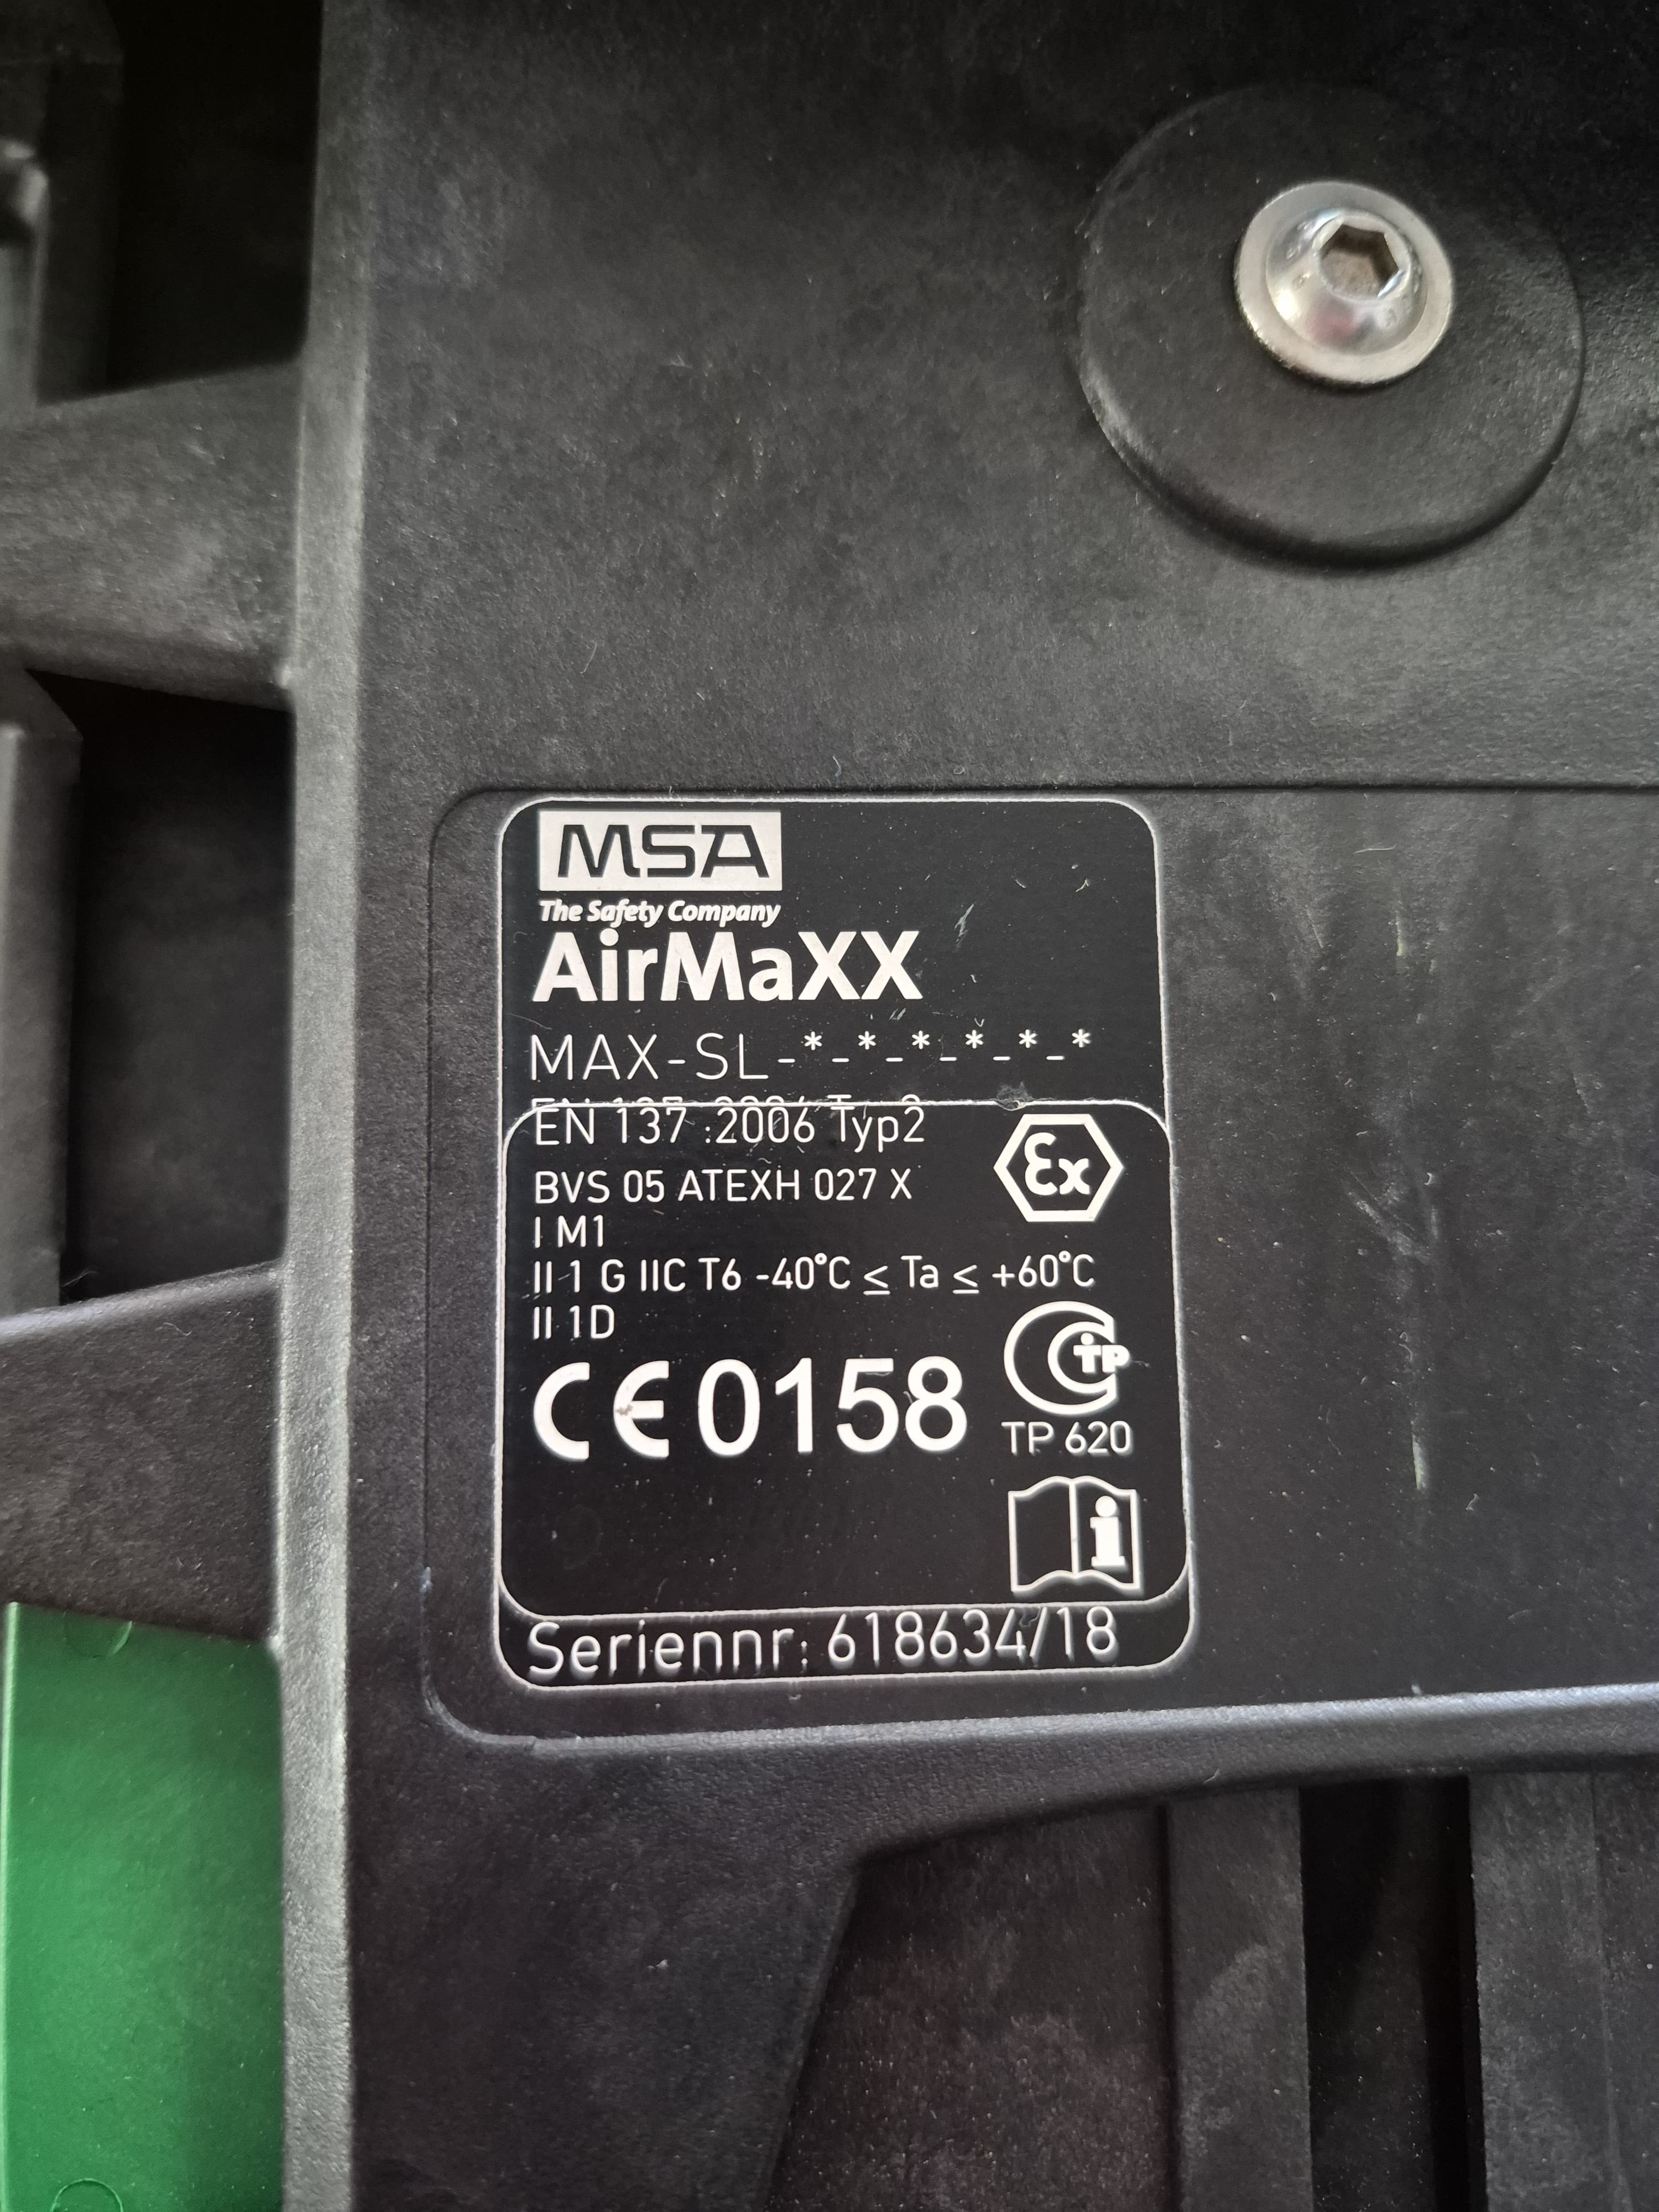 MSA
The Safety Company
AirMaXX
MAX-SL-*-*-*-*-*-*
EN 137 :2006 Typ2
Ex
BVS 05 ATEXH 027 X
I M1
II 1 G IIC T6 -40°C ≤ Ta ≤ +60°C
II 1D
CE 0158
TP 620
i
Seriennr: 618634/18